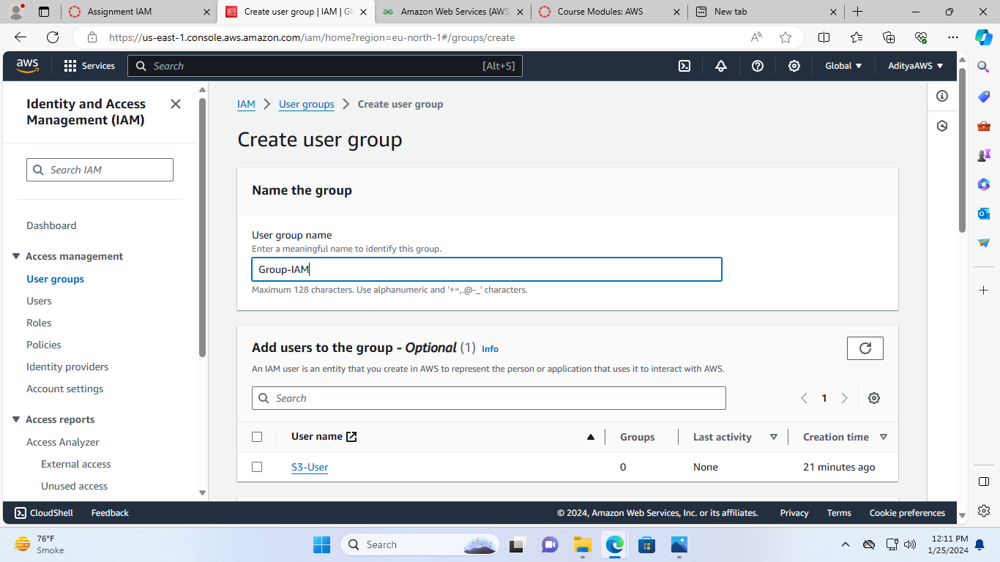 Assignment IAM
Create user group | IAM | Gl
Amazon Web Services (AWS
Course Modules: AWS
New tab
https://us-east-1.console.aws.amazon.com/iam/home?region=eu-north-1#/groups/create
aws
Services
Search
[Alt+S]
Global
AdityaAWS
Identity and Access
Management (IAM)
Search IAM
Dashboard
Access management
User groups
Users
Roles
Policies
Identity providers
Account settings
Access reports
Access Analyzer
External access
Unused access
IAM > User groups > Create user group
Create user group
Name the group
User group name
Enter a meaningful name to identify this group.
Group-IAM
Maximum 128 characters. Use alphanumeric and '+=,.@-_' characters.
Add users to the group - Optional (1) Info
An IAM user is an entity that you create in AWS to represent the person or application that uses it to interact with AWS.
Search
1
User name Groups Last activity Creation time
S3-User 0 None 21 minutes ago
CloudShell Feedback © 2024, Amazon Web Services, Inc. or its affiliates. Privacy Terms Cookie preferences
76°F
Smoke
Search
12:11 PM
1/25/2024